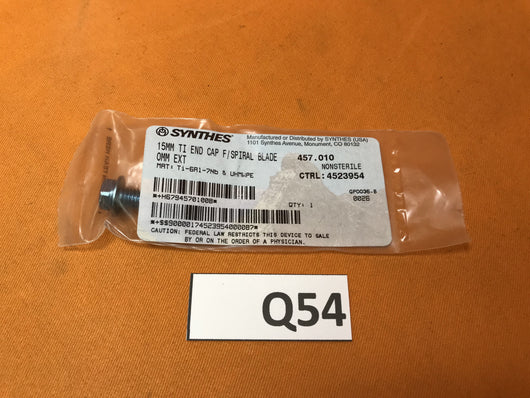 SYNTHES
Manufactured or Distributed by SYNTHES (USA)
1101 Synthes Avenue, Monument, CO 80132
15MM TI END CAP F/SPIRAL BLADE
0MM EXT
457.010
NONSTERILE
MAT: Ti-6Al-7Nb & UHMWPE
CTRL: 4523954
*+H6794570100B*
QTY: 1
002B
CAUTION: FEDERAL LAW RESTRICTS THIS DEVICE TO SALE
BY OR ON THE ORDER OF A PHYSICIAN.
Q54